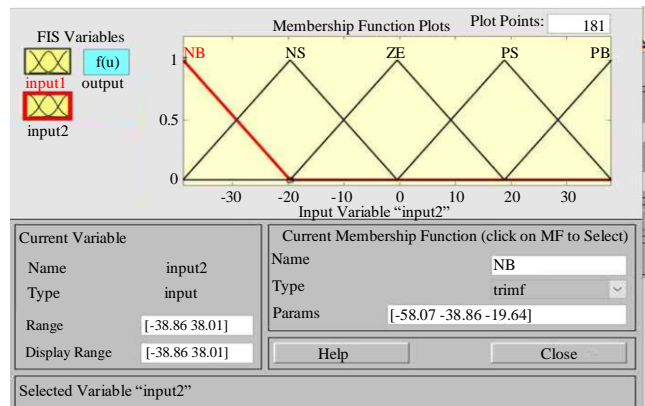 FIS Variables
f(u)
input1
output
input2
Membership Function Plots
Plot Points:
181
NB
NS
ZE
PS
PB
1
0.5
0
-30
-20
-10
0
10
20
30
Input Variable “input2”
Current Variable
Name
input2
Type
input
Range
[-38.86 38.01]
Display Range
[-38.86 38.01]
Current Membership Function (click on MF to Select)
Name
NB
Type
trimf
Params
[-58.07 -38.86 -19.64]
Help
Close
Selected Variable “input2”